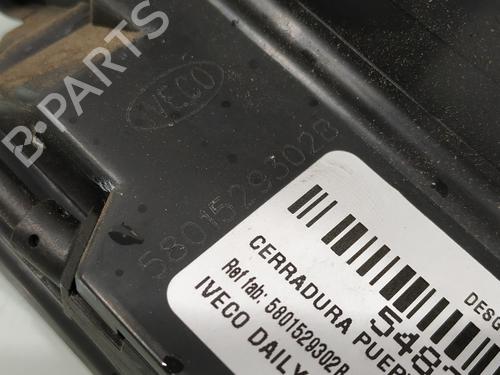 B-Parts
IVECO
5801529302B
DESG
548
CERRADURA PUER
Ref fab: 5801529302B
IVECO DAILY